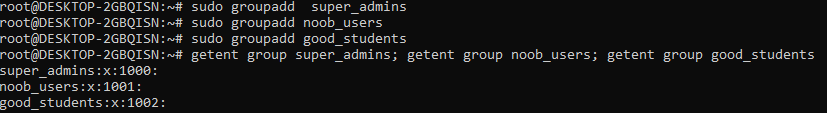 root@DESKTOP-2GBQISN:~# sudo groupadd  super_admins
root@DESKTOP-2GBQISN:~# sudo groupadd noob_users
root@DESKTOP-2GBQISN:~# sudo groupadd good_students
root@DESKTOP-2GBQISN:~# getent group super_admins; getent group noob_users; getent group good_students
super_admins:x:1000:
noob_users:x:1001:
good_students:x:1002: